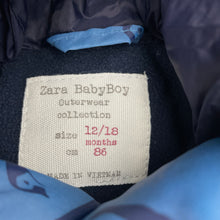 Zara BabyBoy
Outerwear
collection
size 12/18
months
cm 86
MADE IN VIETNAM